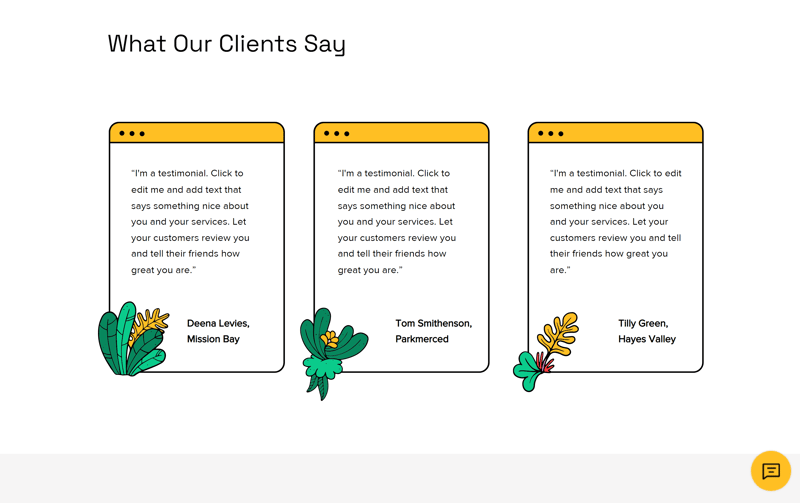 What Our Clients Say
“I'm a testimonial. Click to
edit me and add text that
says something nice about
you and your services. Let
your customers review you
and tell their friends how
great you are.”
Deena Levies,
Mission Bay
“I'm a testimonial. Click to
edit me and add text that
says something nice about
you and your services. Let
your customers review you
and tell their friends how
great you are.”
Tom Smithenson,
Parkmerced
“I'm a testimonial. Click to edit
me and add text that says
something nice about you
and your services. Let your
customers review you and tell
their friends how great you
are.”
Tilly Green,
Hayes Valley